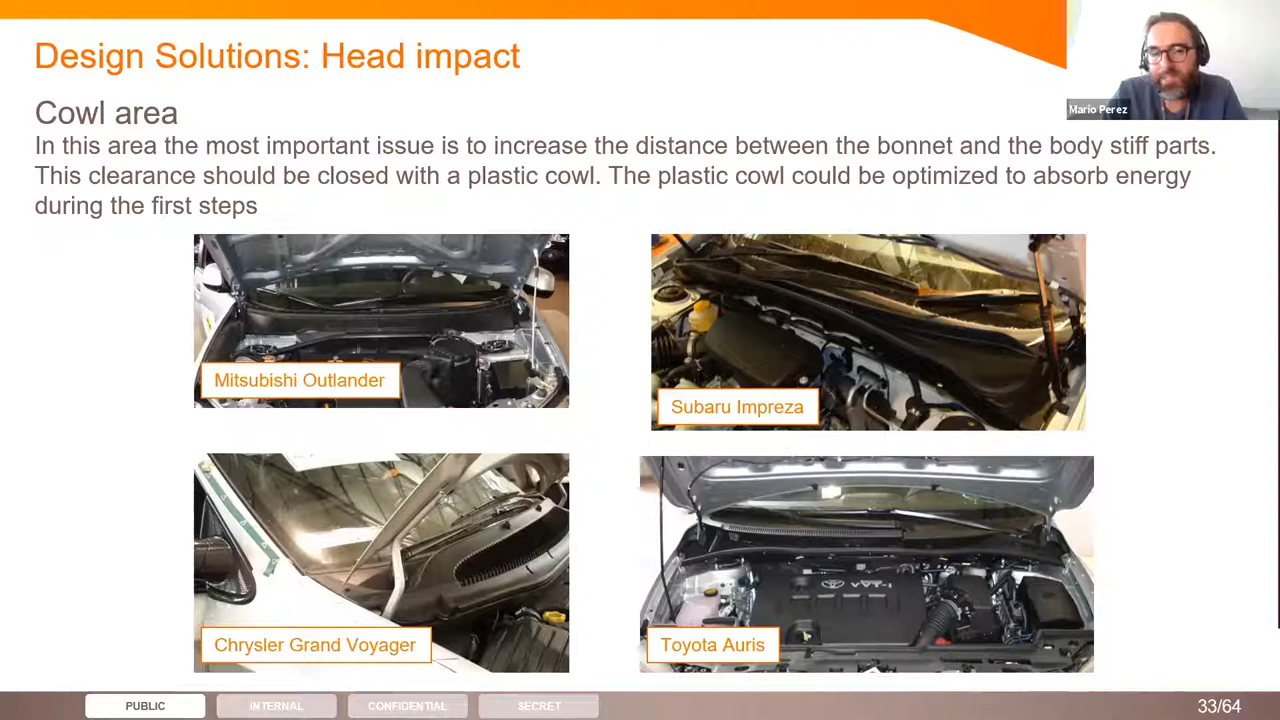 Design Solutions: Head impact
Mario Perez
Cowl area
In this area the most important issue is to increase the distance between the bonnet and the body stiff parts.
This clearance should be closed with a plastic cowl. The plastic cowl could be optimized to absorb energy
during the first steps
Mitsubishi Outlander
Subaru Impreza
VVT-i
Chrysler Grand Voyager
Toyota Auris
PUBLIC
INTERNAL
CONFIDENTIAL
SECRET
33/64